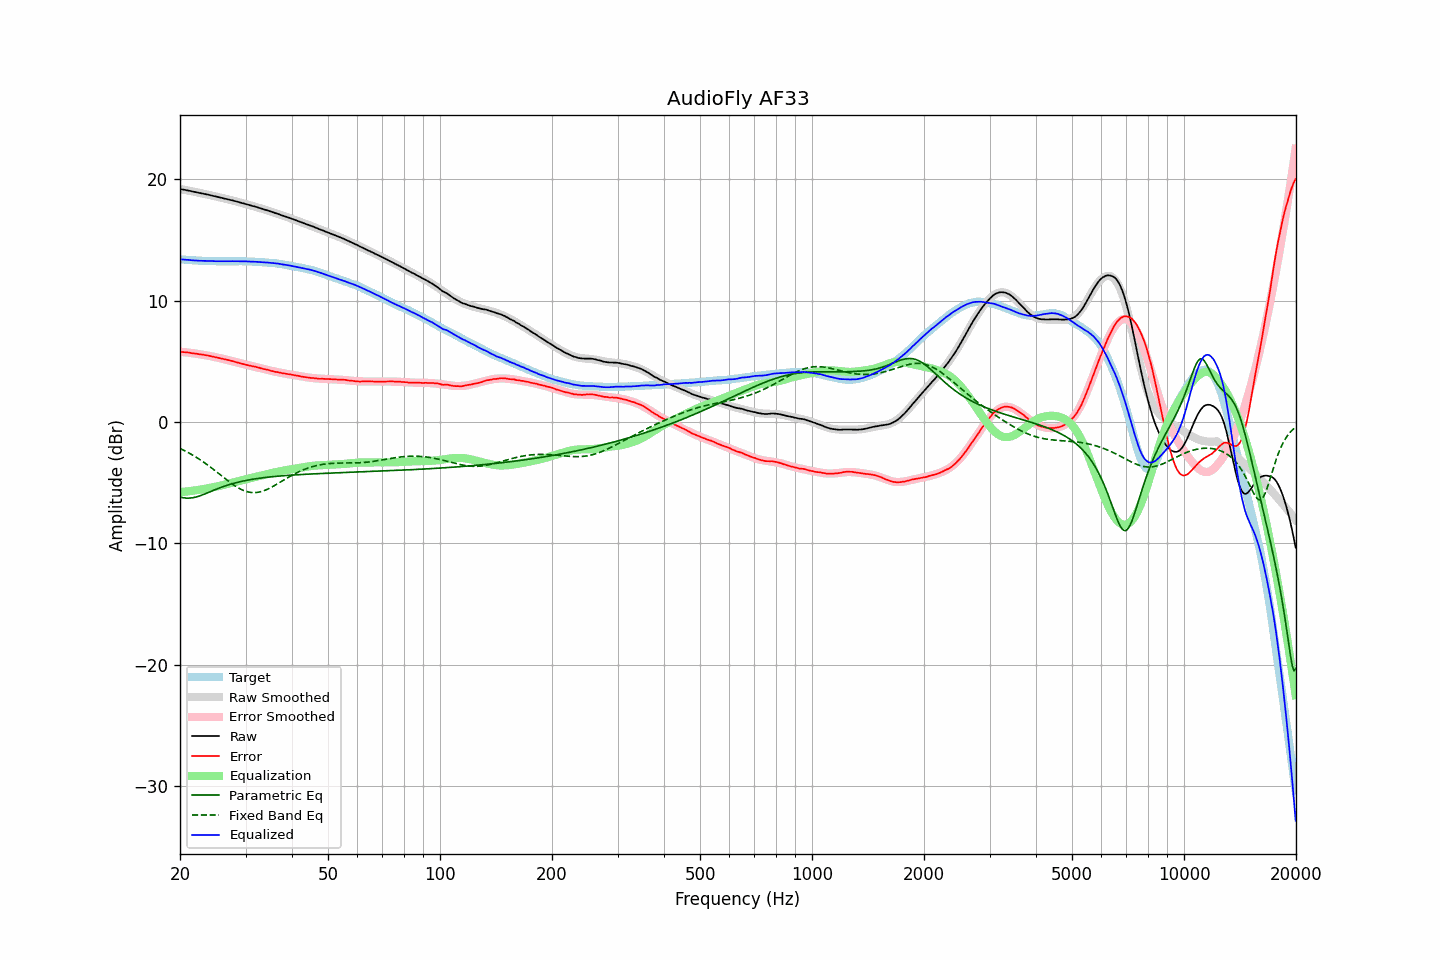 AudioFly AF33
Amplitude (dBr)
20
10
0
−10
−20
−30
Target
Raw Smoothed
Error Smoothed
Raw
Error
Equalization
Parametric Eq
Fixed Band Eq
Equalized
20 50 100 200 500 1000 2000 5000 10000 20000
Frequency (Hz)